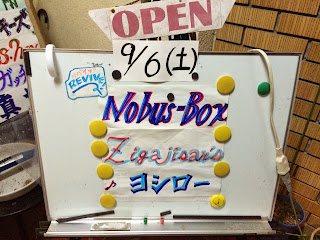 OPEN
9/6(土)
REVIVE
Nobus-Box
Zigajisan's
♪ヨシロー